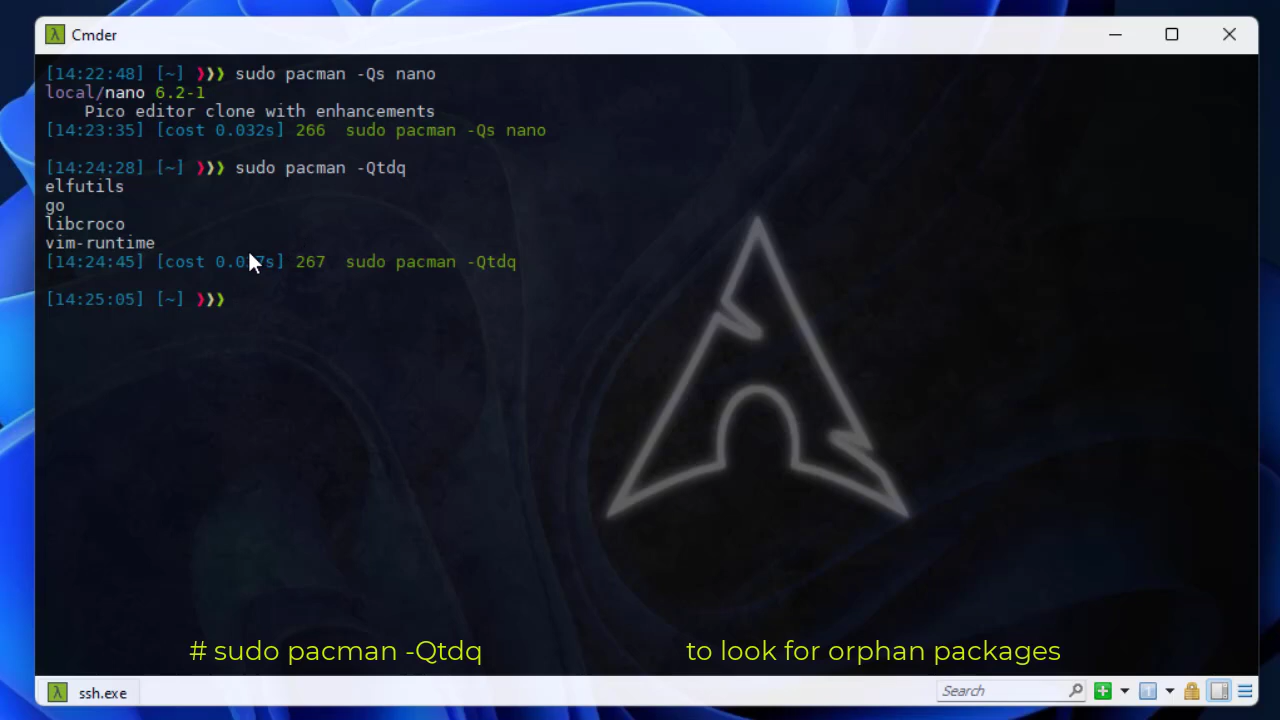 Cmder
[14:22:48] [~] ❯❯❯ sudo pacman -Qs nano
local/nano 6.2-1
Pico editor clone with enhancements
[14:23:35] [cost 0.032s] 266 sudo pacman -Qs nano
[14:24:28] [~] ❯❯❯ sudo pacman -Qtdq
elfutils
go
libcroco
vim-runtime
[14:24:45] [cost 267 sudo pacman -Qtdq
[14:25:05] [~] ❯❯❯
# sudo pacman -Qtdq to look for orphan packages
ssh.exe
Search